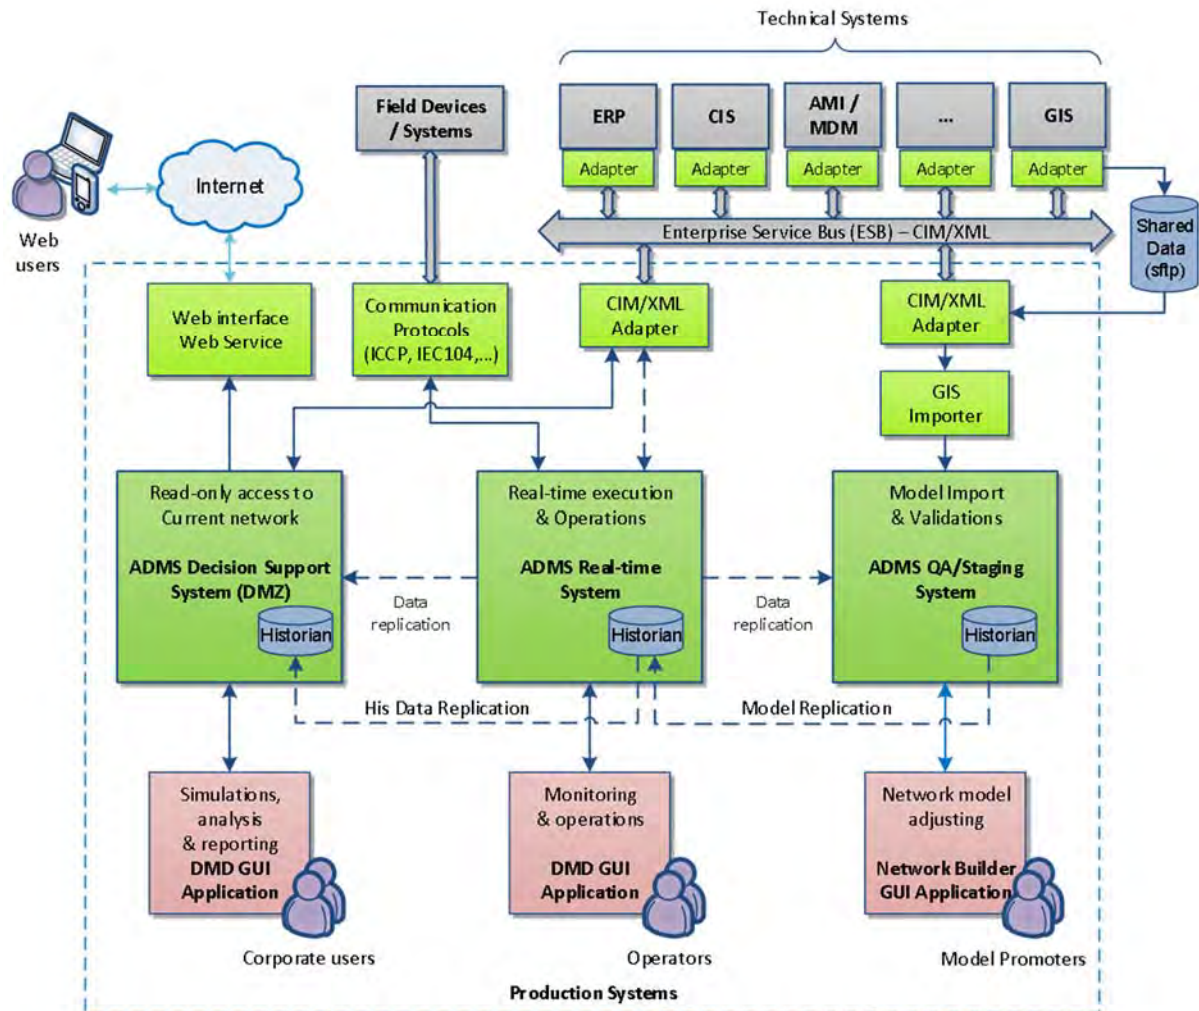 Technical Systems
Field Devices
/ Systems
ERP
CIS
AMI /
MDM
...
GIS
Adapter
Adapter
Adapter
Adapter
Adapter
Internet
Web
users
Enterprise Service Bus (ESB) – CIM/XML
Shared
Data
(sftp)
Web interface
Web Service
Communication
Protocols
(ICCP, IEC104,...)
CIM/XML
Adapter
CIM/XML
Adapter
GIS
Importer
Read-only access to
Current network
ADMS Decision Support
System (DMZ)
Historian
Real-time execution
& Operations
ADMS Real-time
System
Historian
Model Import
& Validations
ADMS QA/Staging
System
Historian
Data
replication
Data
replication
His Data Replication
Model Replication
Simulations,
analysis
& reporting
DMD GUI
Application
Corporate users
Monitoring
& operations
DMD GUI
Application
Operators
Network model
adjusting
Network Builder
GUI Application
Model Promoters
Production Systems